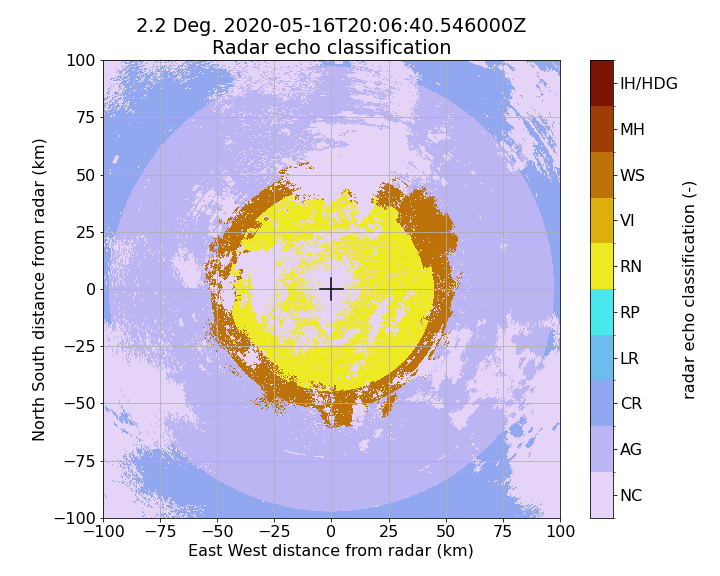 2.2 Deg. 2020-05-16T20:06:40.546000Z
Radar echo classification
100
75
50
25
0
−25
−50
−75
−100
North South distance from radar (km)
−100 −75 −50 −25 0 25 50 75 100
East West distance from radar (km)
IH/HDG
MH
WS
VI
RN
RP
LR
CR
AG
NC
radar echo classification (-)